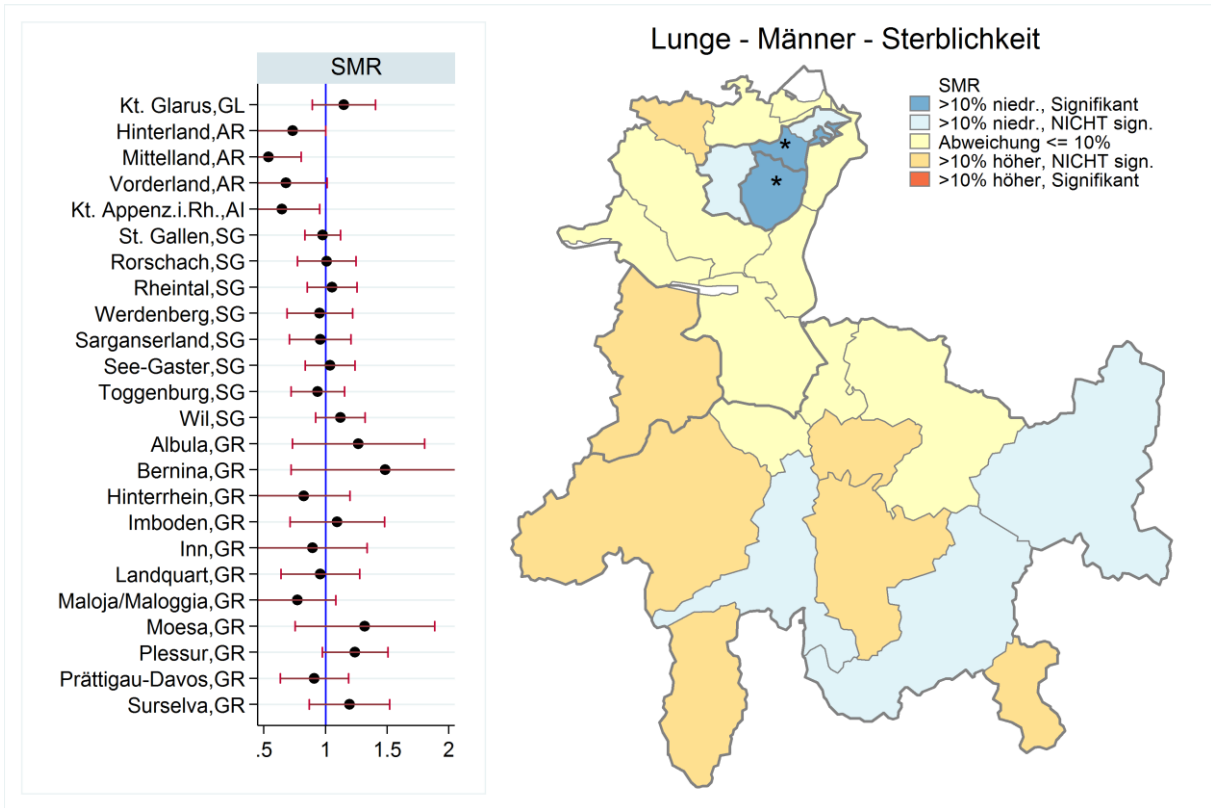 SMR
Kt. Glarus,GL
Hinterland,AR
Mittelland,AR
Vorderland,AR
Kt. Appenz.i.Rh.,AI
St. Gallen,SG
Rorschach,SG
Rheintal,SG
Werdenberg,SG
Sarganserland,SG
See-Gaster,SG
Toggenburg,SG
Wil,SG
Albula,GR
Bernina,GR
Hinterrhein,GR
Imboden,GR
Inn,GR
Landquart,GR
Maloja/Maloggia,GR
Moesa,GR
Plessur,GR
Prättigau-Davos,GR
Surselva,GR
.5 1 1.5 2
Lunge - Männer - Sterblichkeit
SMR
>10% niedr., Signifikant
>10% niedr., NICHT sign.
Abweichung <= 10%
>10% höher, NICHT sign.
>10% höher, Signifikant
*
*